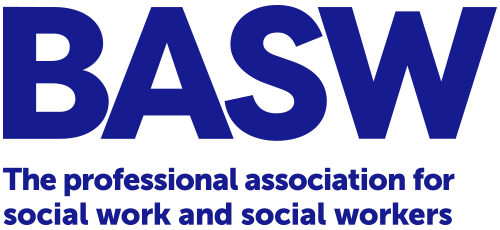 BASW
The professional association for
social work and social workers